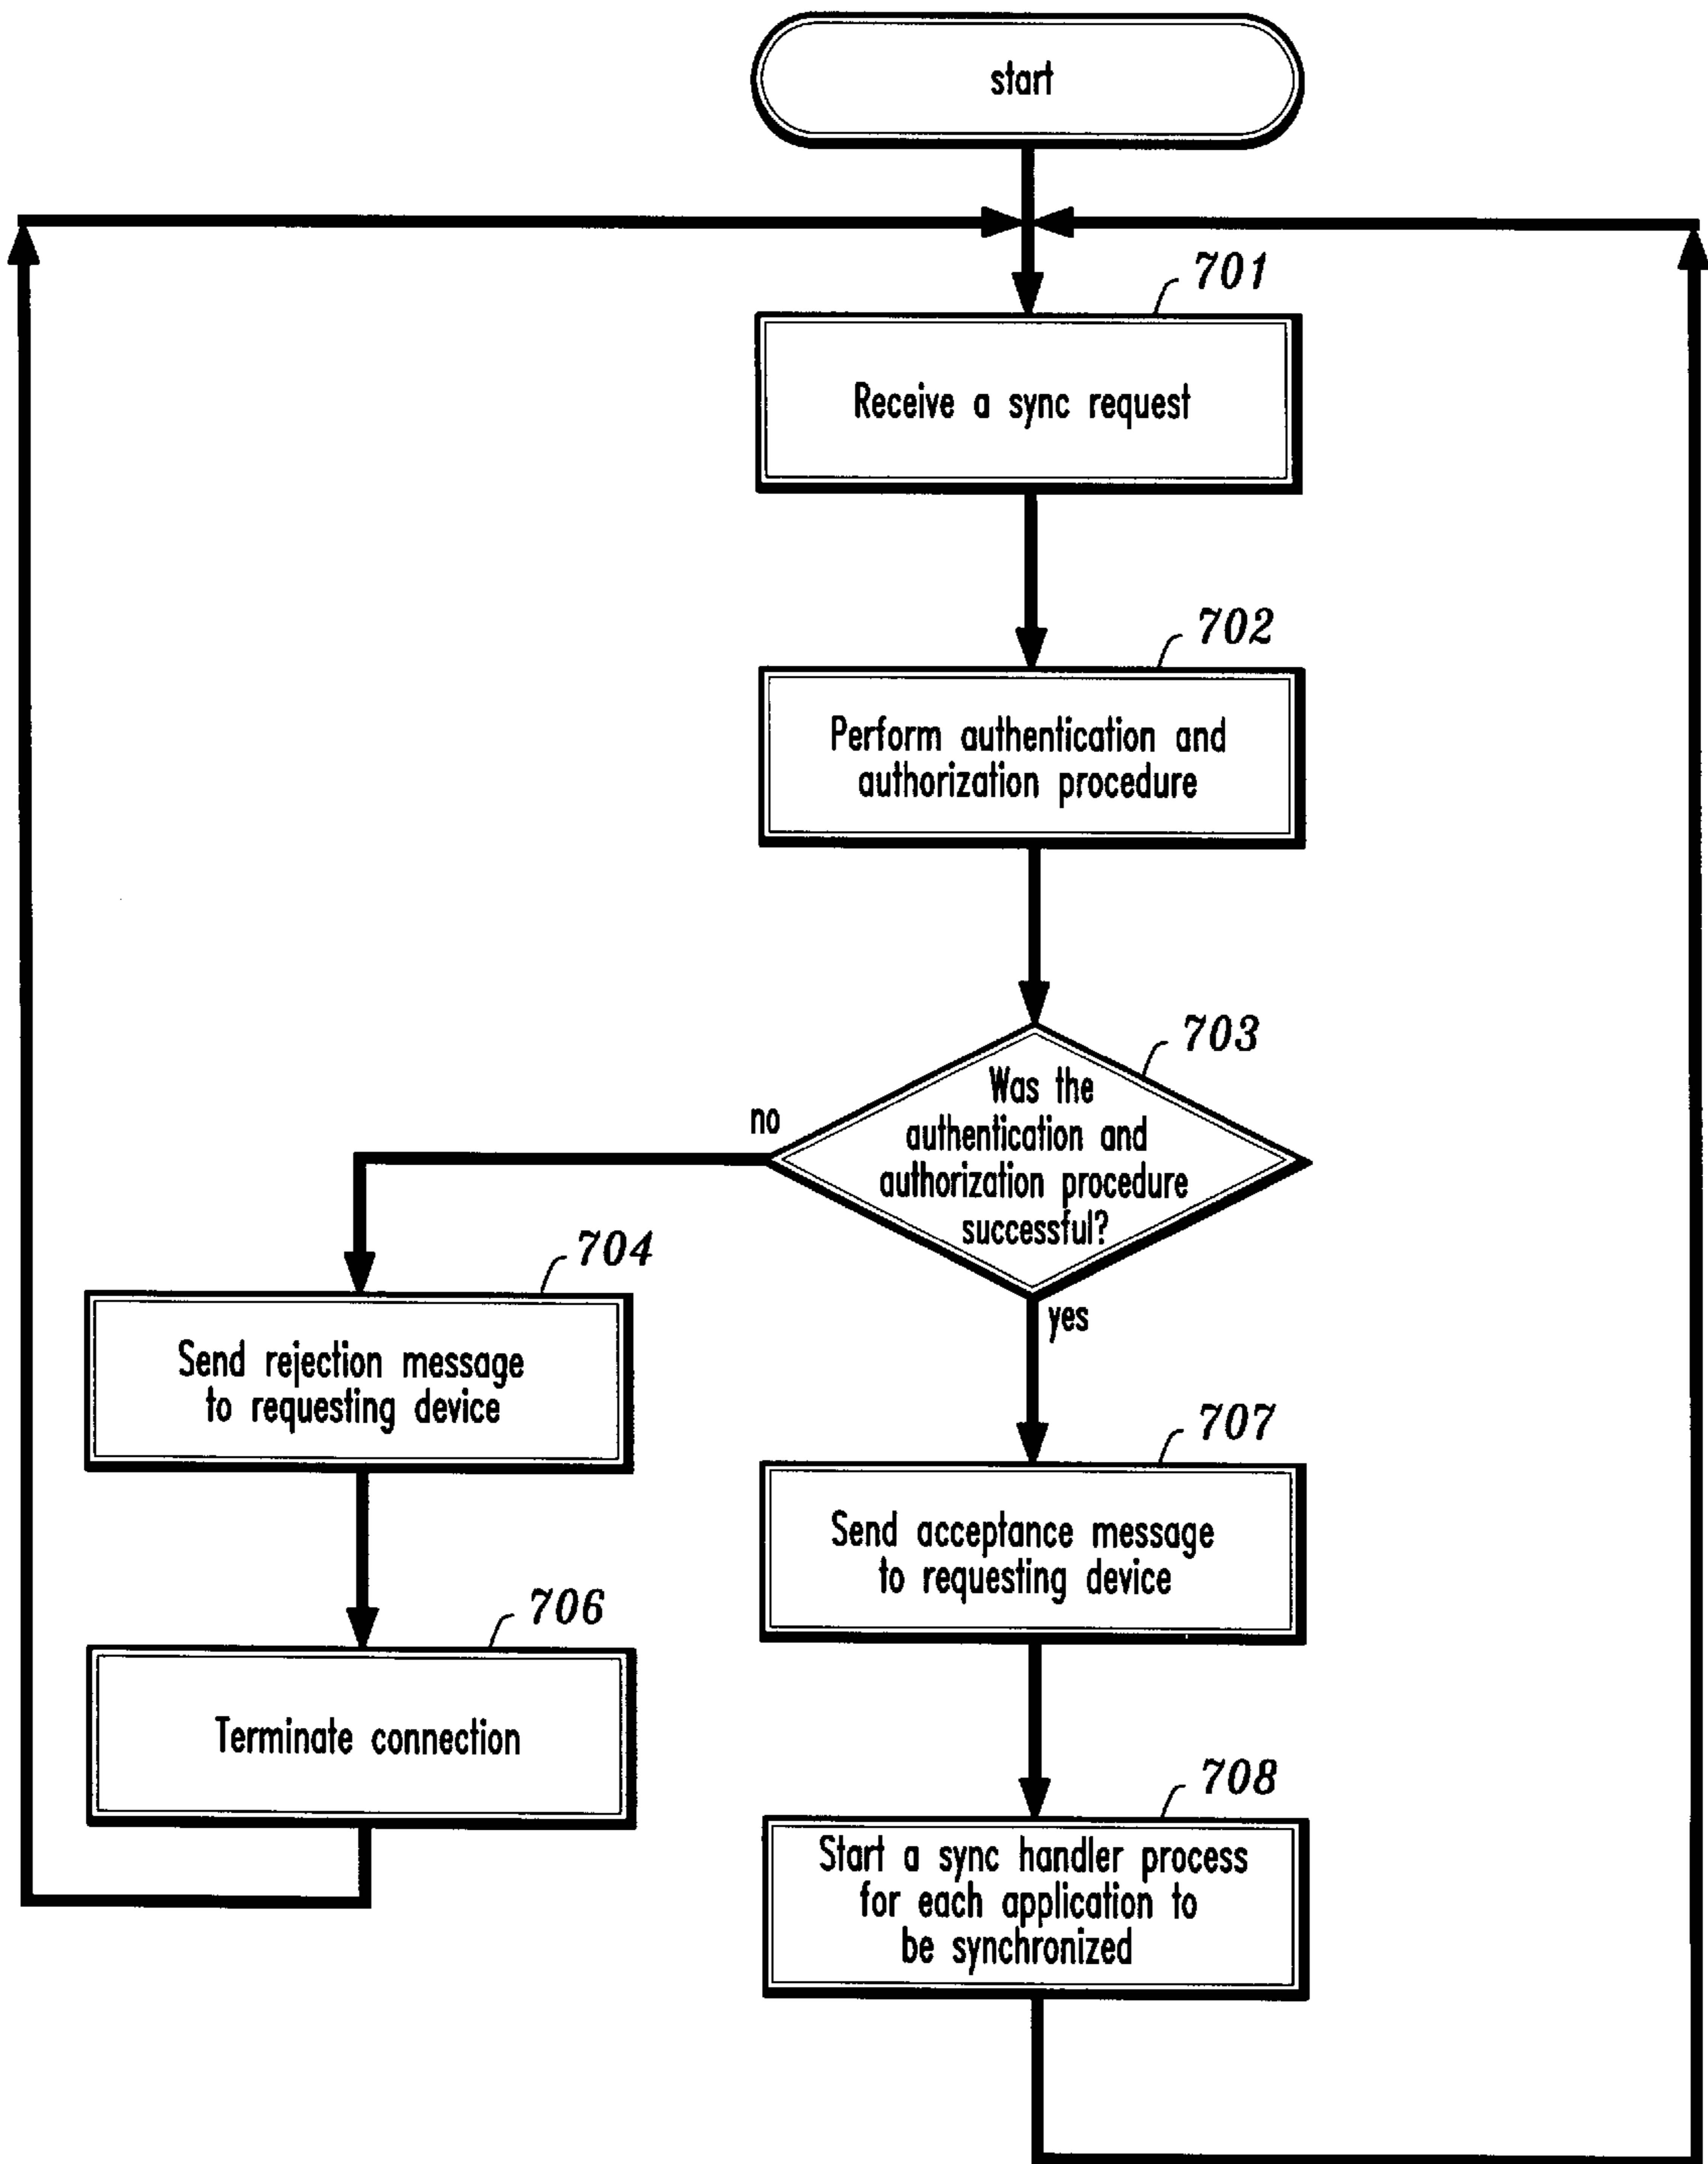 start
701
Receive a sync request
702
Perform authentication and
authorization procedure
703
Was the
authentication and
authorization procedure
successful?
no
yes
704
Send rejection message
to requesting device
707
Send acceptance message
to requesting device
706
Terminate connection
708
Start a sync handler process
for each application to
be synchronized